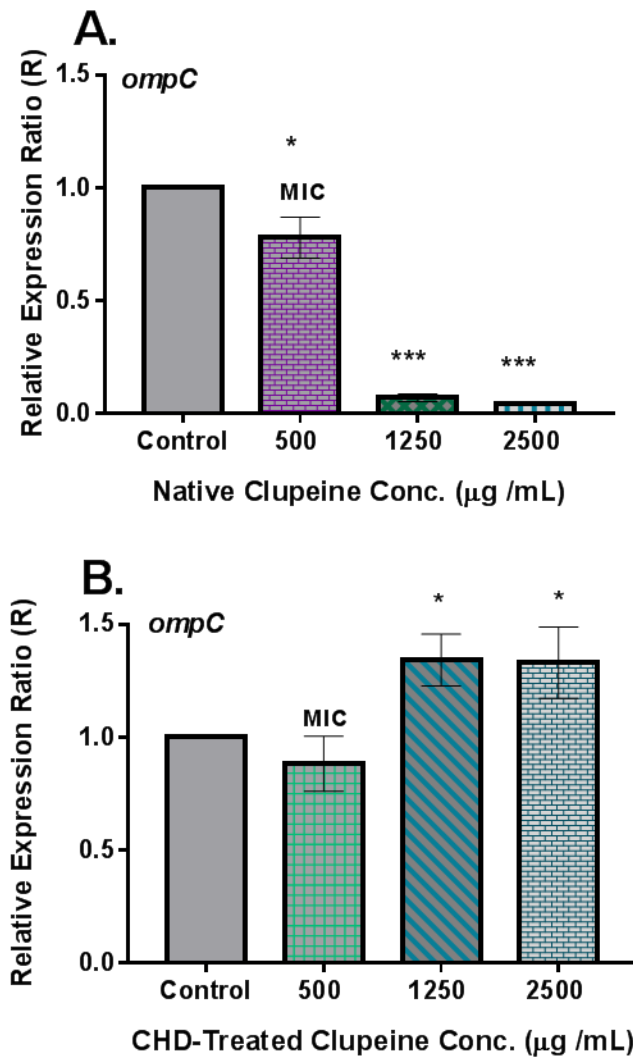 A.
ompC
Relative Expression Ratio (R)
1.5
1.0
0.5
0.0
*
MIC
***
***
Control 500 1250 2500
Native Clupeine Conc. (μg /mL)
B.
ompC
Relative Expression Ratio (R)
1.5
1.0
0.5
0.0
MIC
*
*
Control 500 1250 2500
CHD-Treated Clupeine Conc. (μg /mL)